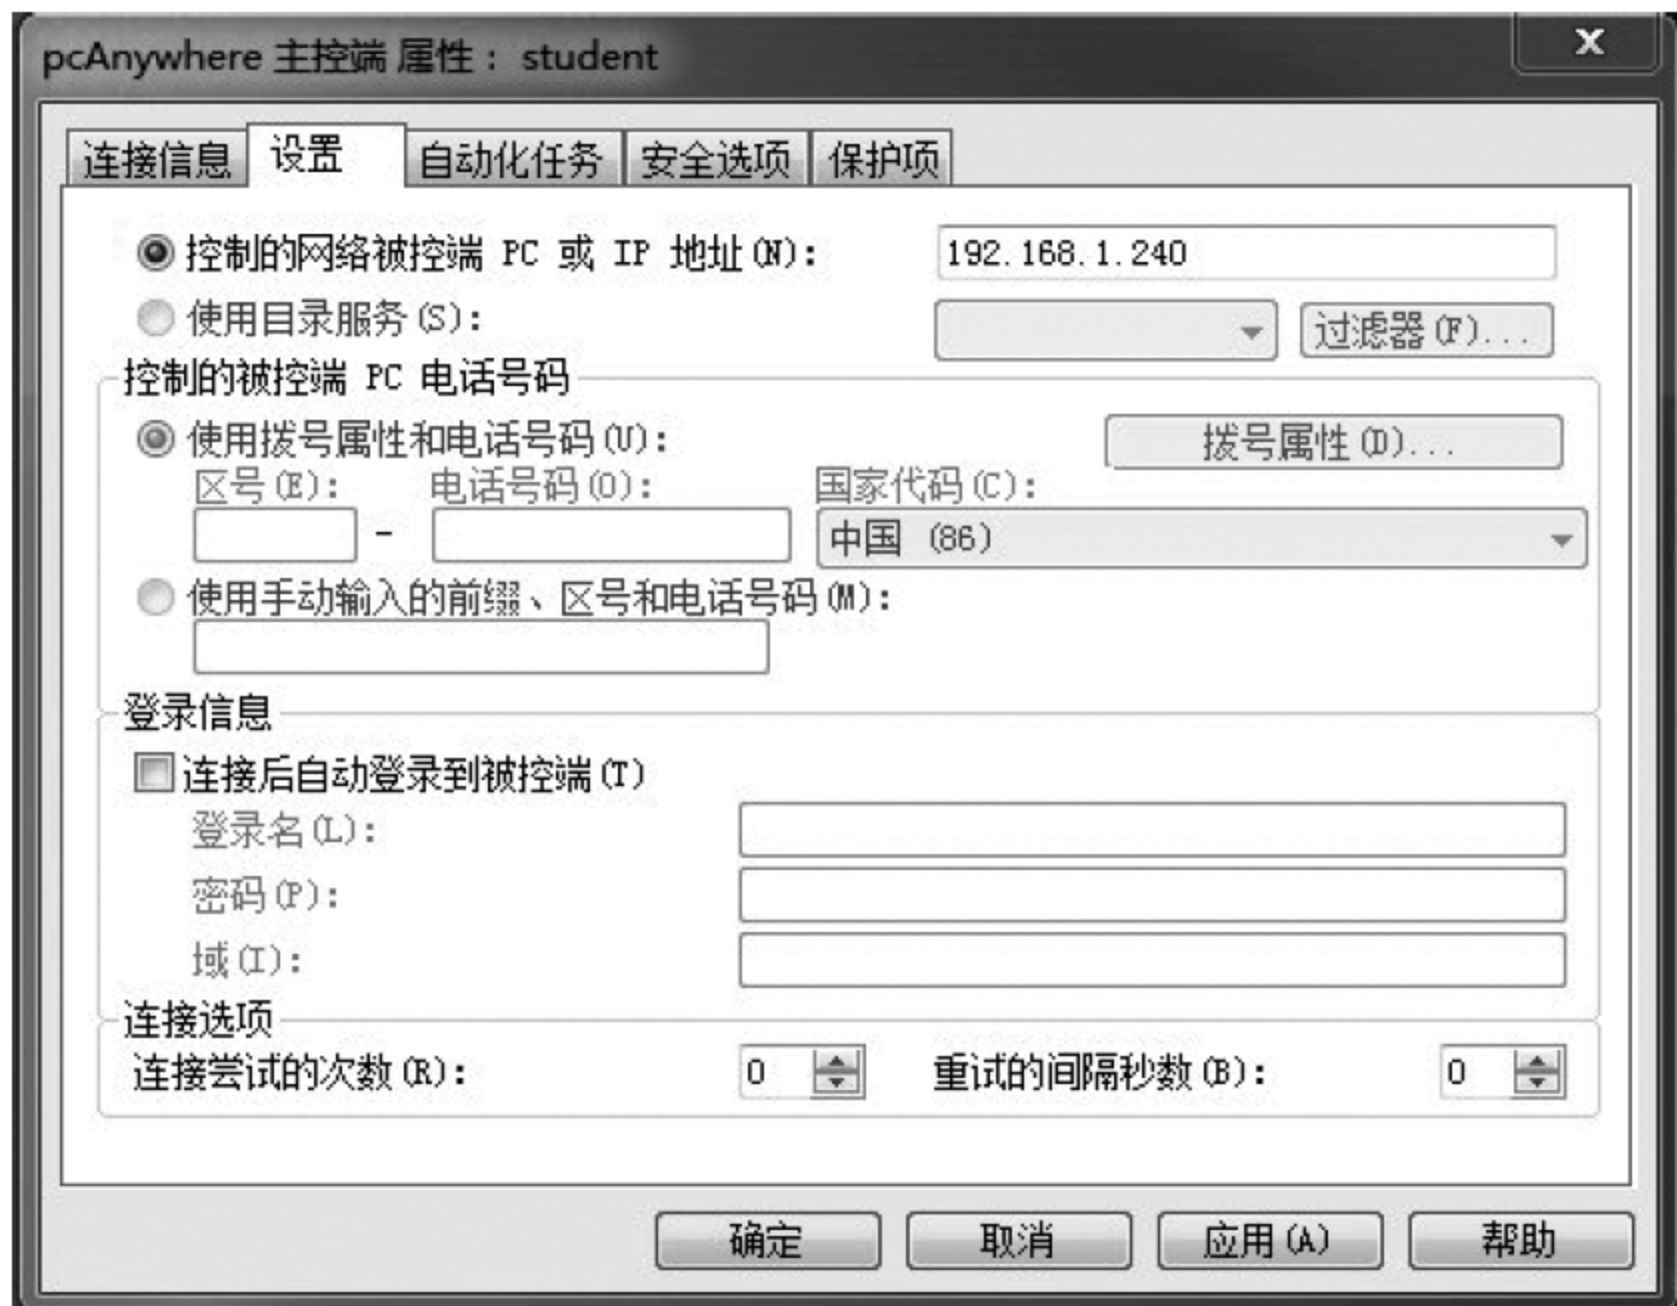 pcAnywhere 主控端 属性： student
X
连接信息 设置 自动化任务 安全选项 保护项
控制的网络被控端 PC 或 IP 地址(N): 192.168.1.240
使用目录服务(S): 过滤器(F)...
控制的被控端 PC 电话号码
使用拨号属性和电话号码(U): 拨号属性(D)...
区号(E): 电话号码(O): 国家代码(C):
- 中国 (86)
使用手动输入的前缀、区号和电话号码(M):
登录信息
连接后自动登录到被控端(T)
登录名(L):
密码(P):
域(I):
连接选项
连接尝试的次数(R): 0 重试的间隔秒数(B): 0
确定 取消 应用(A) 帮助